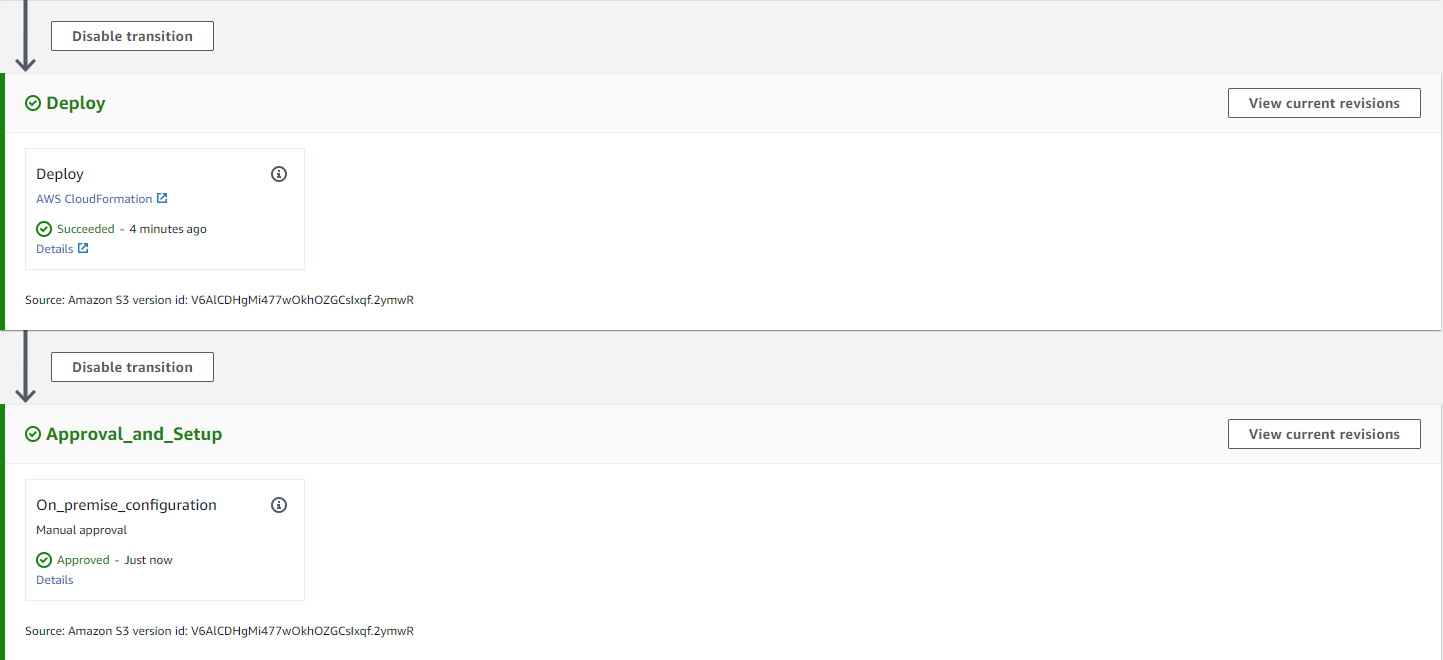 Disable transition
Deploy
View current revisions
Deploy
AWS CloudFormation
Succeeded - 4 minutes ago
Details
Source: Amazon S3 version id: V6AlCDHgMi477wOkhOZGCsIxqf.2ymwR
Disable transition
Approval_and_Setup
View current revisions
On_premise_configuration
Manual approval
Approved - Just now
Details
Source: Amazon S3 version id: V6AlCDHgMi477wOkhOZGCsIxqf.2ymwR